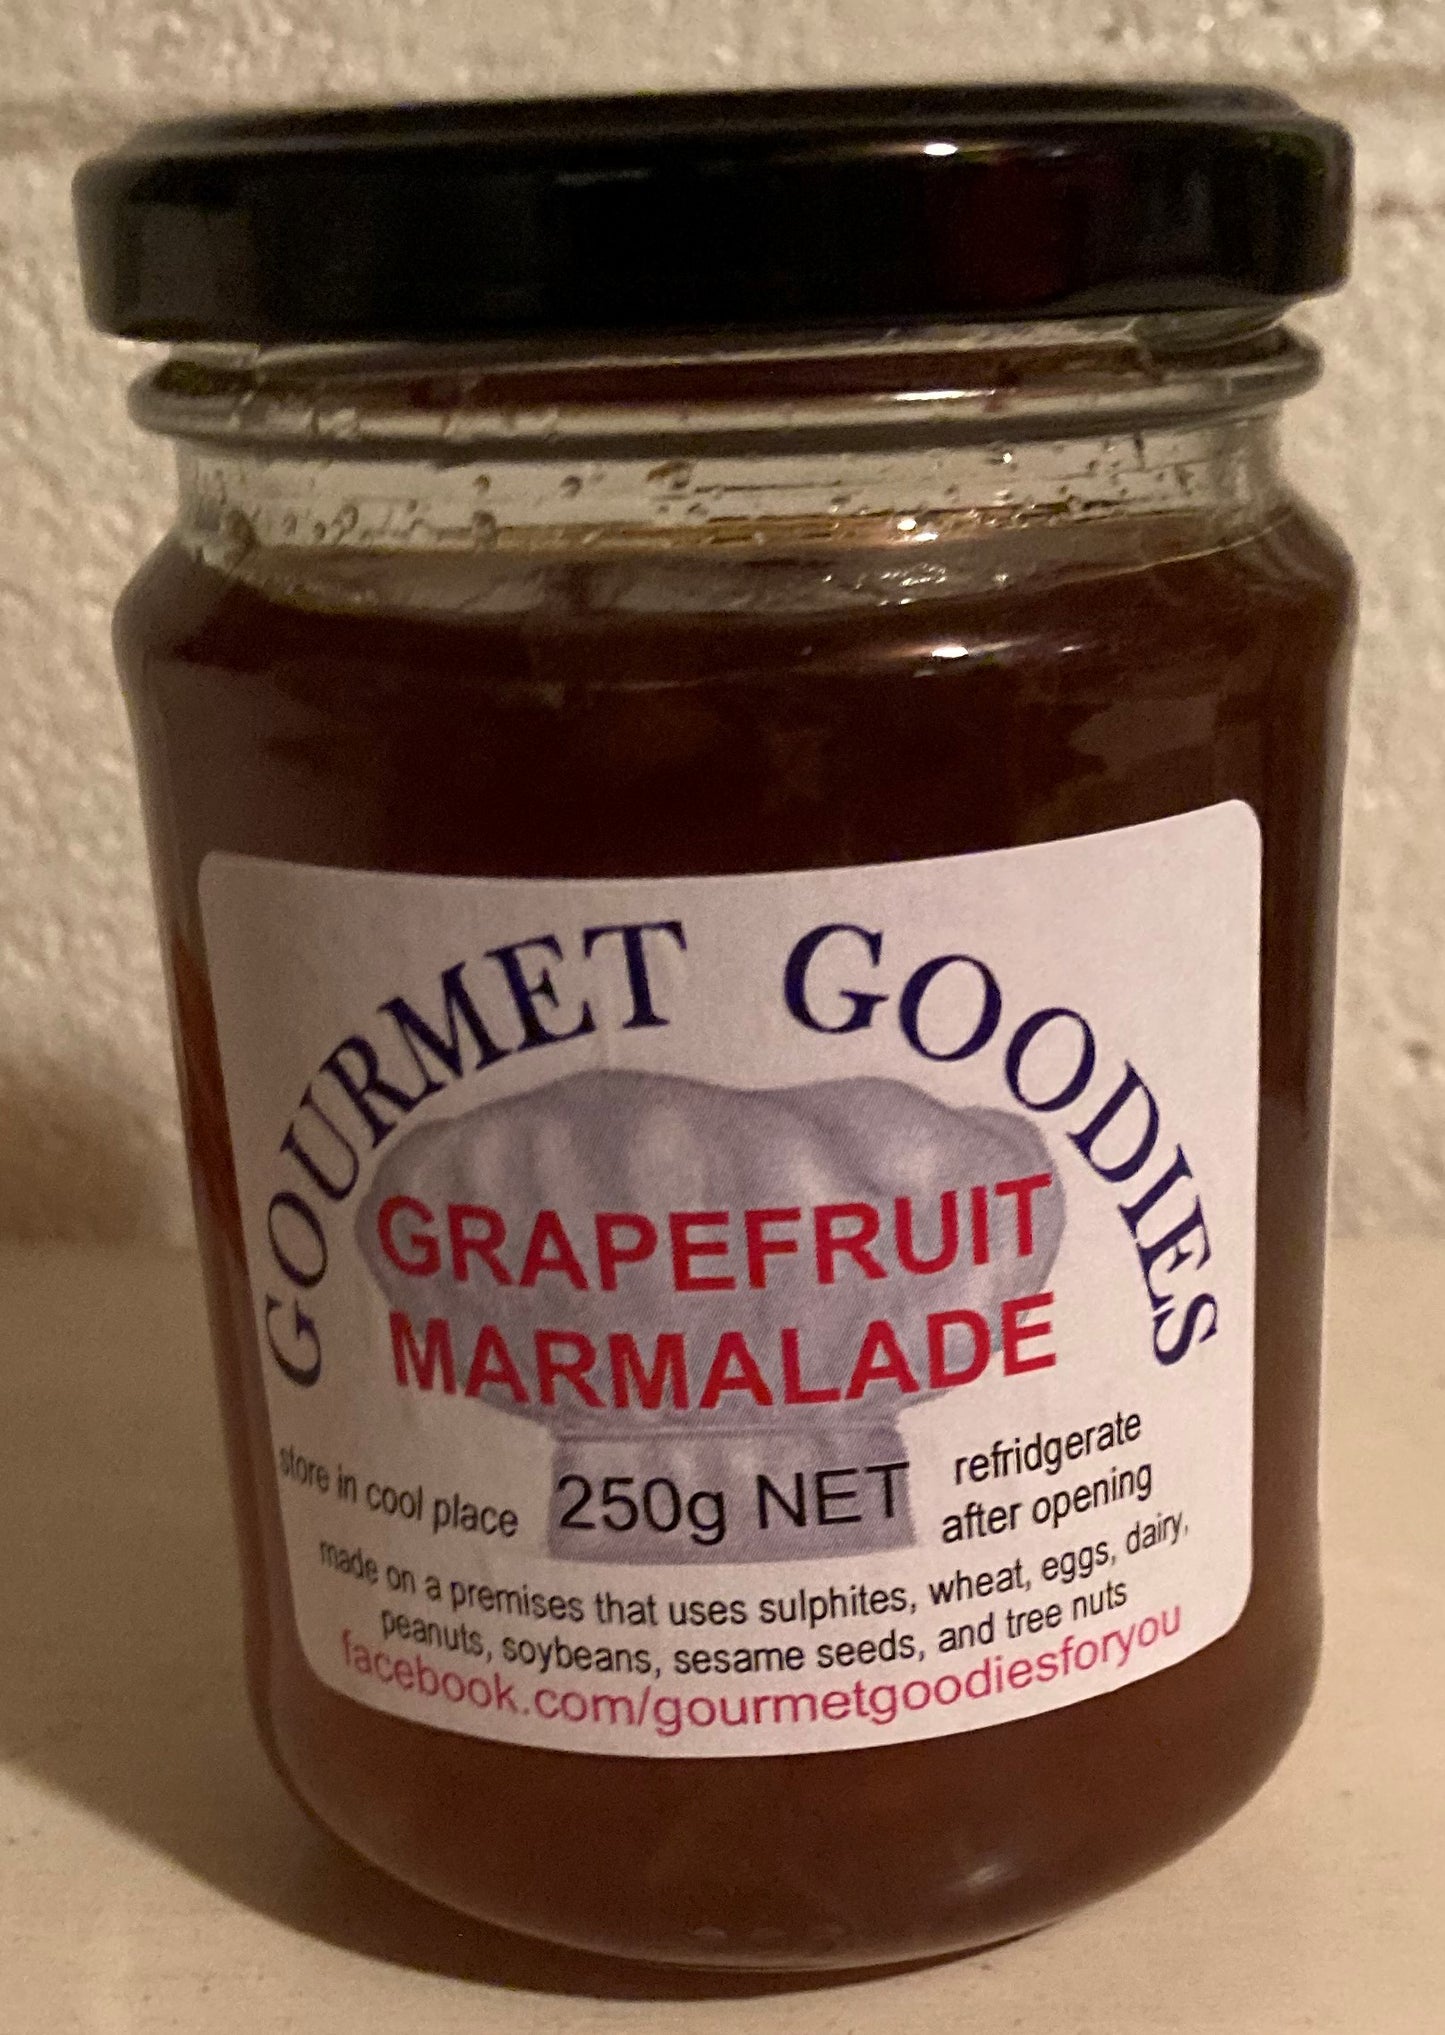 GOURMET GOODIES
GRAPEFRUIT
MARMALADE
store in cool place
250g NET
refridgerate
after opening
made on a premises that uses sulphites, wheat, eggs, dairy,
peanuts, soybeans, sesame seeds, and tree nuts
facebook.com/gourmetgoodiesforyou